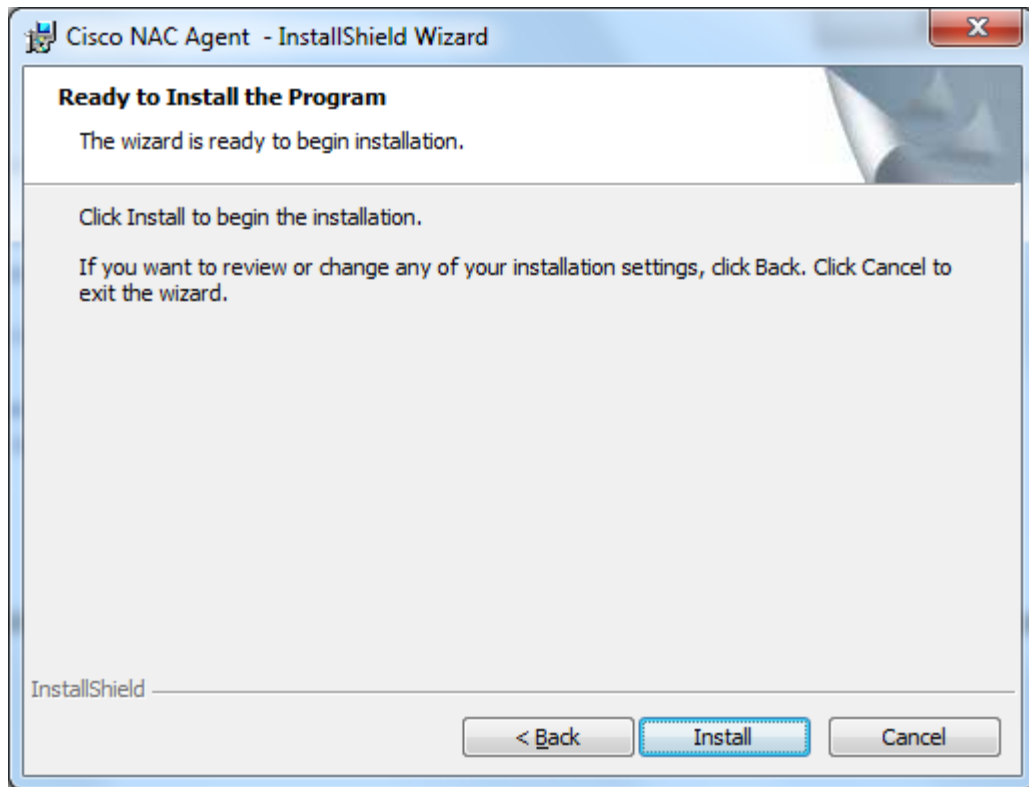 Cisco NAC Agent - InstallShield Wizard
Ready to Install the Program
The wizard is ready to begin installation.
Click Install to begin the installation.
If you want to review or change any of your installation settings, click Back. Click Cancel to
exit the wizard.
InstallShield
< Back
Install
Cancel